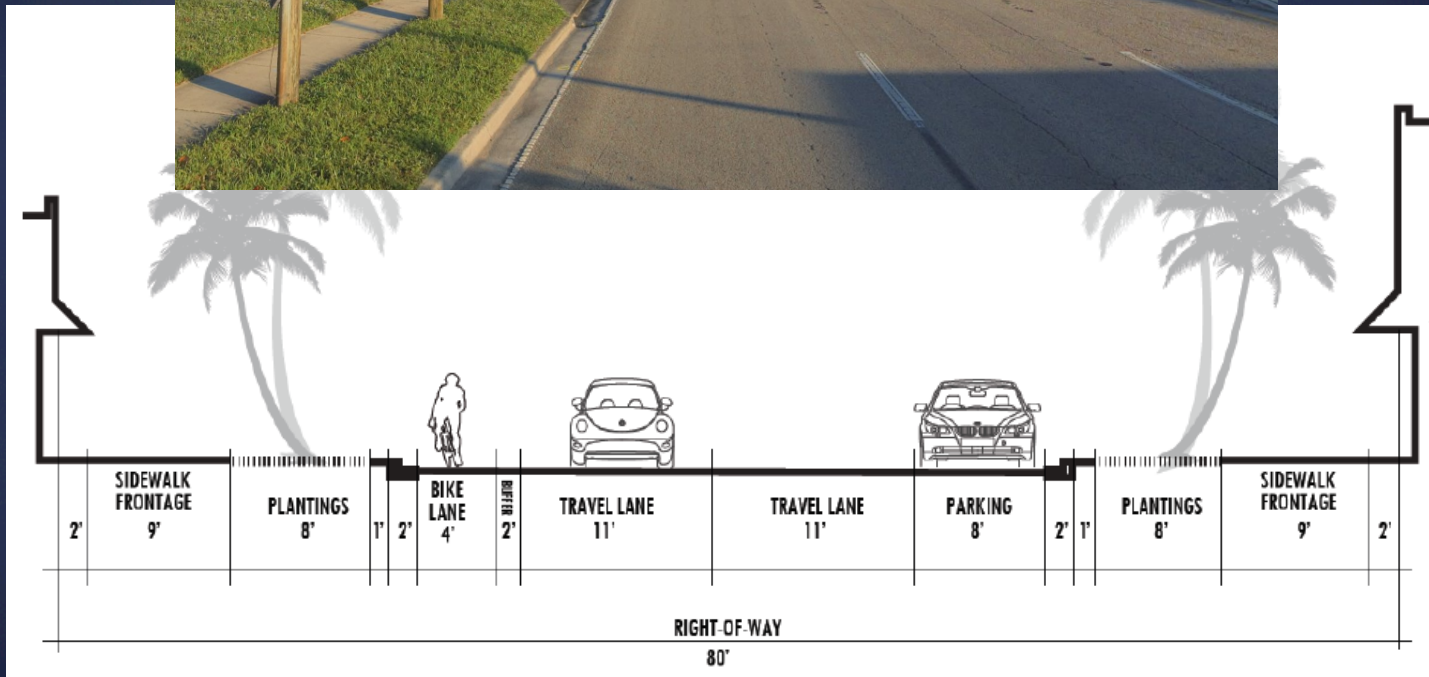 SIDEWALK
FRONTAGE
2' 9'
PLANTINGS
8' 1' 2'
BIKE
LANE
4'
BUFFER
2'
TRAVEL LANE
11'
TRAVEL LANE
11'
PARKING
8' 2' 1'
PLANTINGS
8'
SIDEWALK
FRONTAGE
9' 2'
RIGHT-OF-WAY
80'